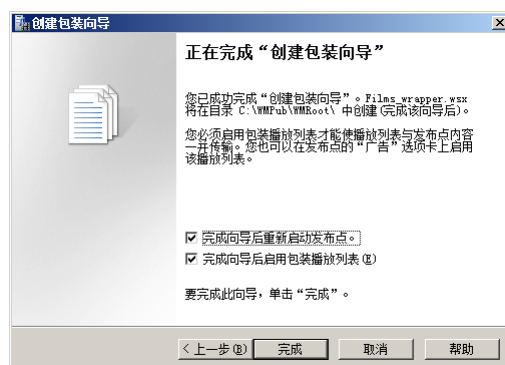 创建包装向导
正在完成“创建包装向导”
您已成功完成“创建包装向导”。Films_wrapper.wsx
将在目录 C:\WMPub\WMRoot\ 中创建(完成该向导后)。
您必须启用包装播放列表才能使播放列表与发布点内容
一并传输。您也可以在发布点的“广告”选项卡上启用
该播放列表。
完成向导后重新启动发布点。
完成向导后启用包装播放列表(E)
要完成此向导，单击“完成”。
< 上一步(B) 完成 取消 帮助